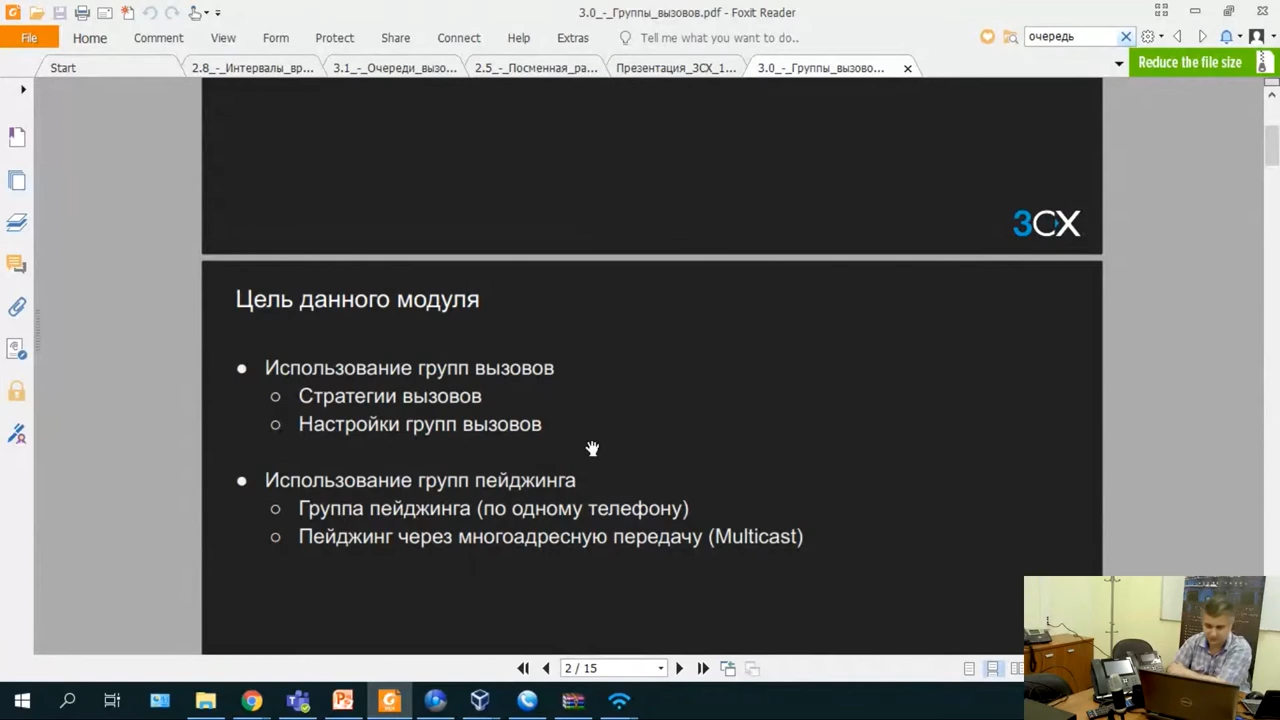 3.0_-_Группы_вызовов.pdf - Foxit Reader
File Home Comment View Form Protect Share Connect Help Extras Tell me what you want to do.. очередь
Start 2.8_-_Интервалы_вр... 3.1_-_Очереди_вызо... 2.5_-_Посменная_ра... Презентация_3CX_1... 3.0_-_Группы_вызово... Reduce the file size
3CX
Цель данного модуля
● Использование групп вызовов
○ Стратегии вызовов
○ Настройки групп вызовов
● Использование групп пейджинга
○ Группа пейджинга (по одному телефону)
○ Пейджинг через многоадресную передачу (Multicast)
2 / 15